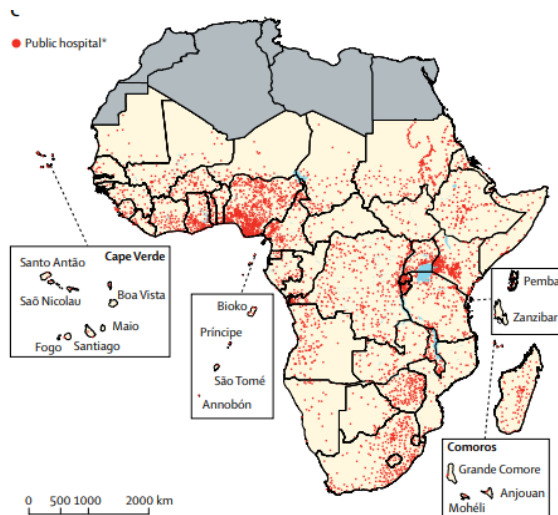 Public hospital*
Cape Verde
Santo Antão
Saõ Nicolau
Boa Vista
Maio
Fogo
Santiago
Bioko
Príncipe
São Tomé
Annobón
Pemba
Zanzibar
Comoros
Grande Comore
Anjouan
Mohéli
0 500 1000 2000 km